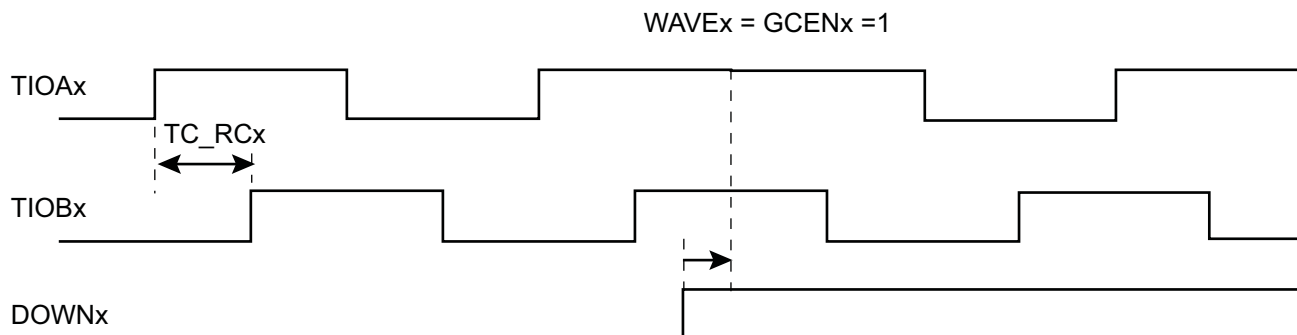 WAVEx = GCENx =1
TIOAx
TC_RCx
TIOBx
DOWNx